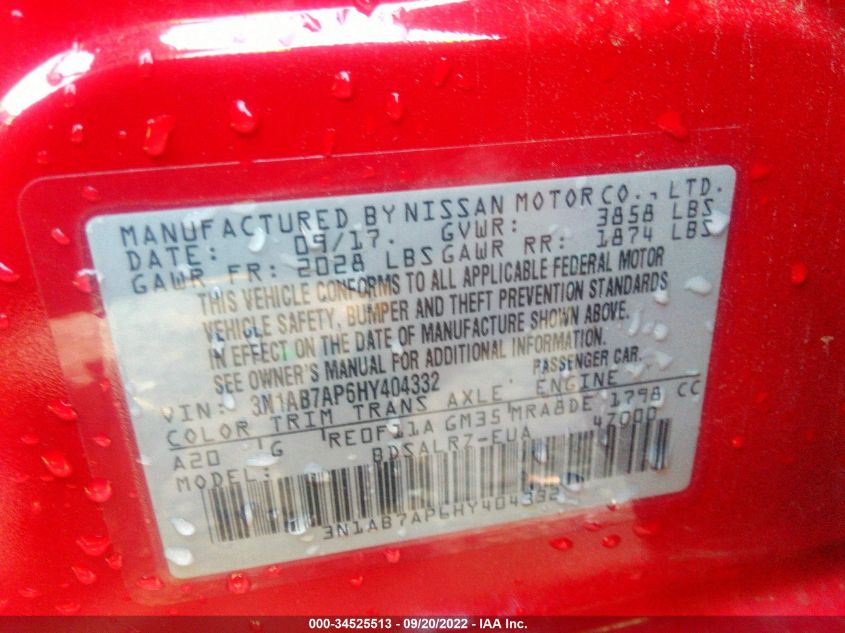 MANUFACTURED BY NISSAN MOTOR CO., LTD.
DATE: 09/17. GVWR: 3858 LBS
GAWR FR: 2028 LBS GAWR RR: 1874 LBS
THIS VEHICLE CONFORMS TO ALL APPLICABLE FEDERAL MOTOR
VEHICLE SAFETY, BUMPER AND THEFT PREVENTION STANDARDS
IN EFFECT ON THE DATE OF MANUFACTURE SHOWN ABOVE.
SEE OWNER'S MANUAL FOR ADDITIONAL INFORMATION.
VIN: 3N1AB7AP6HY404332 PASSENGER CAR.
COLOR TRIM TRANS AXLE ENGINE
A20 G RE0F11A GM35 MRA8DE 1798 CC
MODEL: BDSALRZ-EUA 47000
3N1AB7AP6HY404332
000-34525513 - 09/20/2022 - IAA Inc.